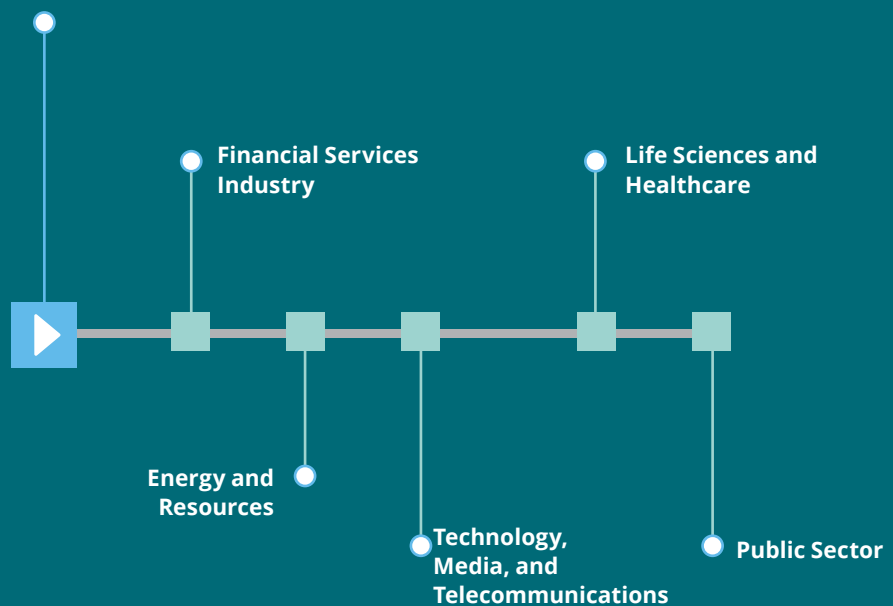 Financial Services
Industry
Life Sciences and
Healthcare
Energy and
Resources
Technology,
Media, and
Telecommunications
Public Sector